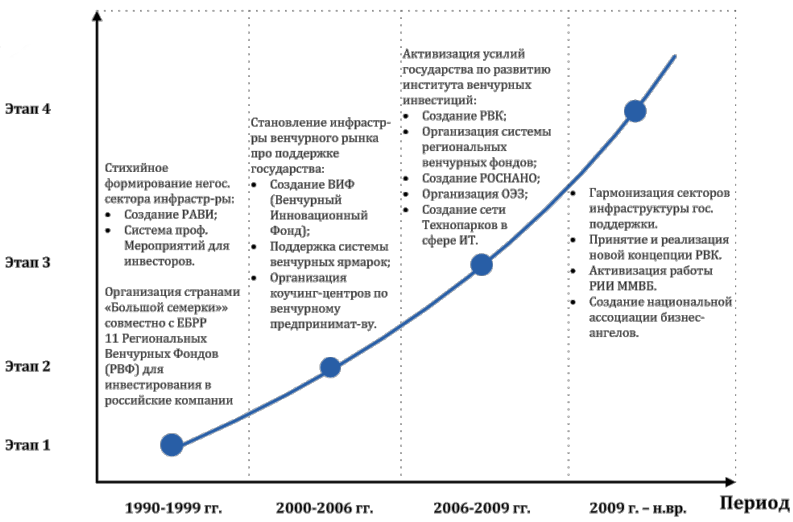 Этап 4
Этап 3
Этап 2
Этап 1
Стихийное
формирование негос.
сектора инфрастр-ры:
• Создание РАВИ;
• Система проф.
Мероприятий для
инвесторов.
Организация странами
«Большой семерки»»
совместно с ЕБРР
11 Региональных
Венчурных Фондов
(РВФ) для
инвестирования в
российские компании
Становление инфрастр-
ры венчурного рынка
про поддержке
государства:
• Создание ВИФ
(Венчурный
Инновационный
Фонд);
• Поддержка системы
венчурных ярмарок;
• Организация
коучинг-центров по
венчурному
предпринимат-ву.
Активизация усилий
государства по развитию
института венчурных
инвестиций:
• Создание РВК;
• Организация системы
региональных
венчурных фондов;
• Создание РОСНАНО;
• Организация ОЭЗ;
• Создание сети
Технопарков в
сфере ИТ.
• Гармонизация секторов
инфраструктуры гос.
поддержки.
• Принятие и реализация
новой концепции РВК.
• Активизация работы
РИИ ММВБ.
• Создание национальной
ассоциации бизнес-
ангелов.
1990-1999 гг.
2000-2006 гг.
2006-2009 гг.
2009 г. – н.вр.
Период